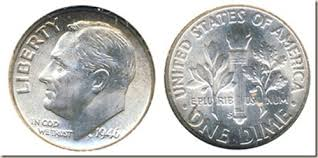 LIBERTY
IN GOD
WE TRUST
1946
UNITED STATES OF AMERICA
E PLURIBUS UNUM
S
ONE DIME